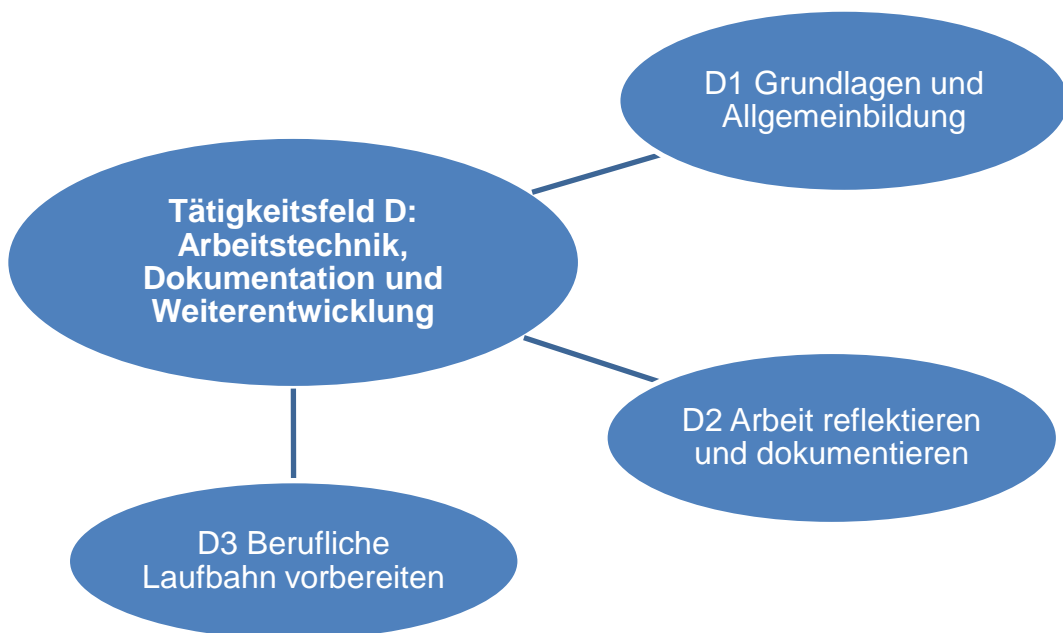 D1 Grundlagen und
Allgemeinbildung
Tätigkeitsfeld D:
Arbeitstechnik,
Dokumentation und
Weiterentwicklung
D2 Arbeit reflektieren
und dokumentieren
D3 Berufliche
Laufbahn vorbereiten